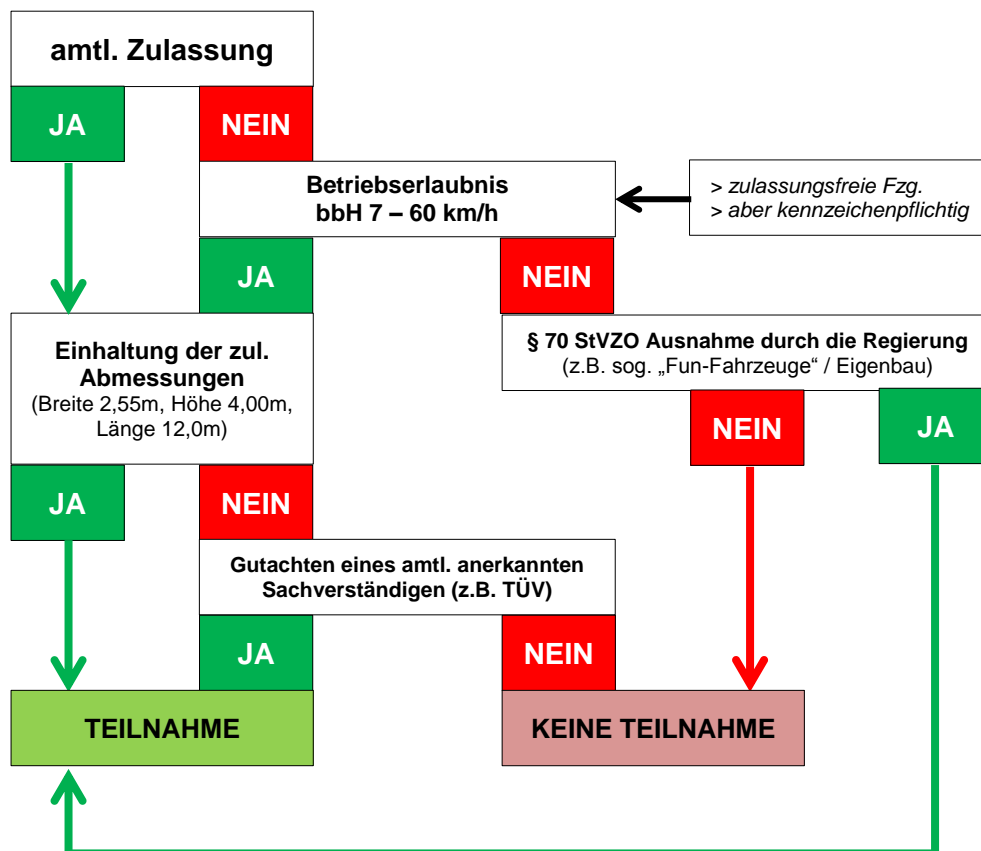 amtl. Zulassung
JA
NEIN
Betriebserlaubnis
bbH 7 – 60 km/h
> zulassungsfreie Fzg.
> aber kennzeichenpflichtig
JA
NEIN
Einhaltung der zul.
Abmessungen
(Breite 2,55m, Höhe 4,00m,
Länge 12,0m)
§ 70 StVZO Ausnahme durch die Regierung
(z.B. sog. „Fun-Fahrzeuge“ / Eigenbau)
NEIN
JA
JA
NEIN
Gutachten eines amtl. anerkannten
Sachverständigen (z.B. TÜV)
JA
NEIN
TEILNAHME
KEINE TEILNAHME